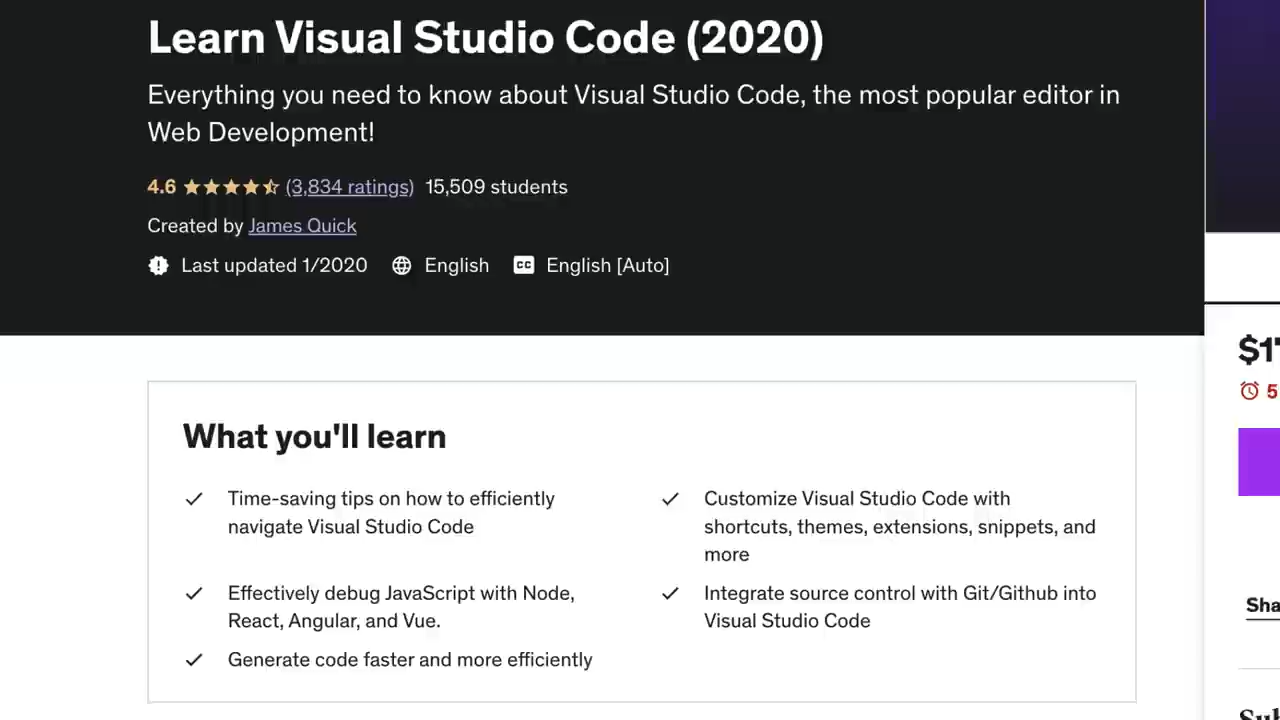 Learn Visual Studio Code (2020)
Everything you need to know about Visual Studio Code, the most popular editor in
Web Development!
4.6 (3,834 ratings) 15,509 students
Created by James Quick
Last updated 1/2020 English CC English [Auto]
What you'll learn
Time-saving tips on how to efficiently
navigate Visual Studio Code
Customize Visual Studio Code with
shortcuts, themes, extensions, snippets, and
more
Effectively debug JavaScript with Node,
React, Angular, and Vue.
Integrate source control with Git/Github into
Visual Studio Code
Generate code faster and more efficiently
$1
5
Sha